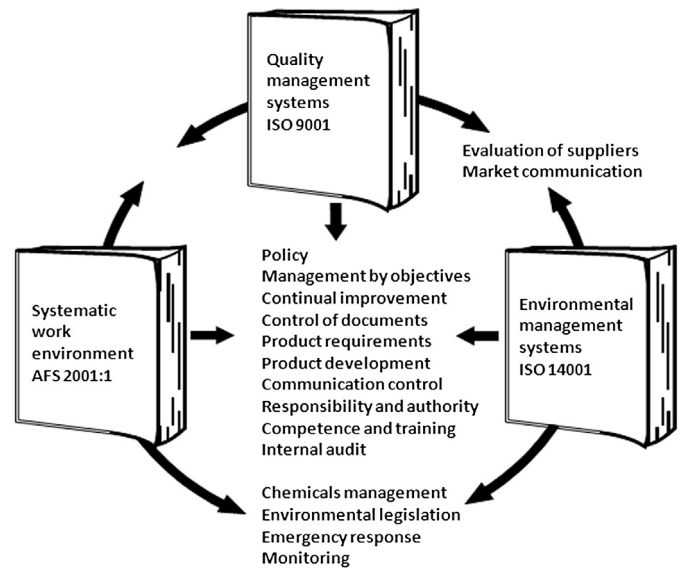 Quality
management
systems
ISO 9001
Evaluation of suppliers
Market communication
Systematic
work
environment
AFS 2001:1
Policy
Management by objectives
Continual improvement
Control of documents
Product requirements
Product development
Communication control
Responsibility and authority
Competence and training
Internal audit
Environmental
management
systems
ISO 14001
Chemicals management
Environmental legislation
Emergency response
Monitoring